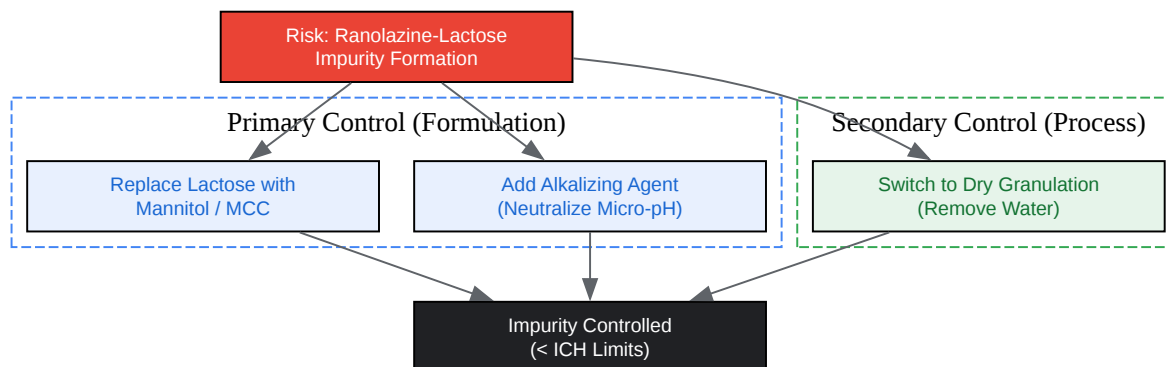 Risk: Ranolazine-Lactose
Impurity Formation
Primary Control (Formulation)
Secondary Control (Process)
Replace Lactose with
Mannitol / MCC
Add Alkalizing Agent
(Neutralize Micro-pH)
Switch to Dry Granulation
(Remove Water)
Impurity Controlled
(< ICH Limits)